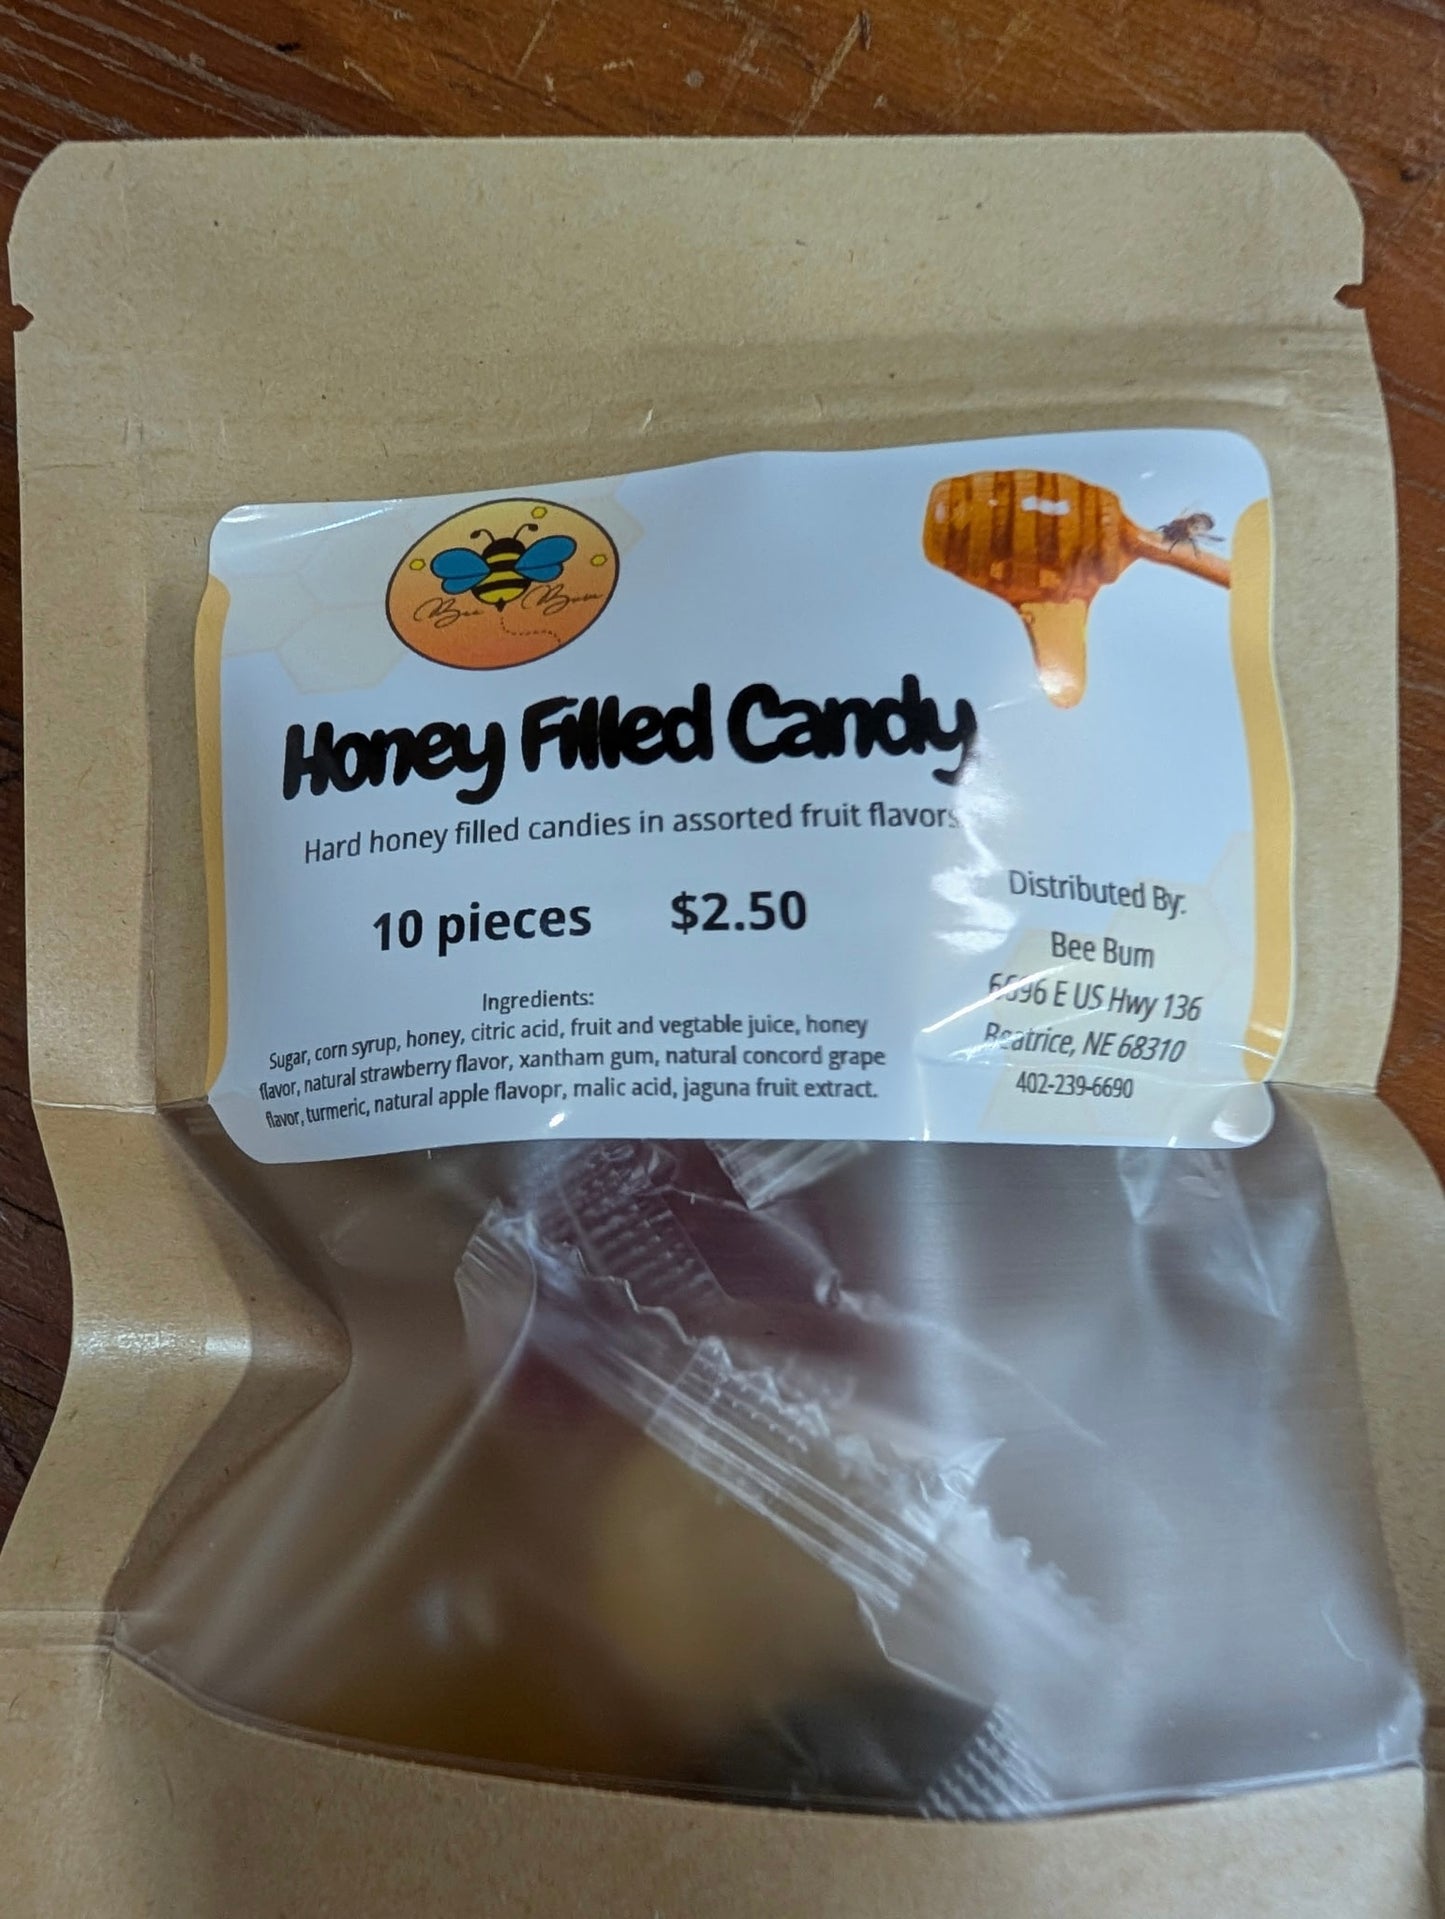 Bee Bum
Honey Filled Candy
Hard honey filled candies in assorted fruit flavors
10 pieces $2.50
Ingredients:
Sugar, corn syrup, honey, citric acid, fruit and vegtable juice, honey
flavor, natural strawberry flavor, xantham gum, natural concord grape
flavor, turmeric, natural apple flavopr, malic acid, jaguna fruit extract.
Distributed By:
Bee Bum
E US Hwy 136
Beatrice, NE 68310
402-239-6690